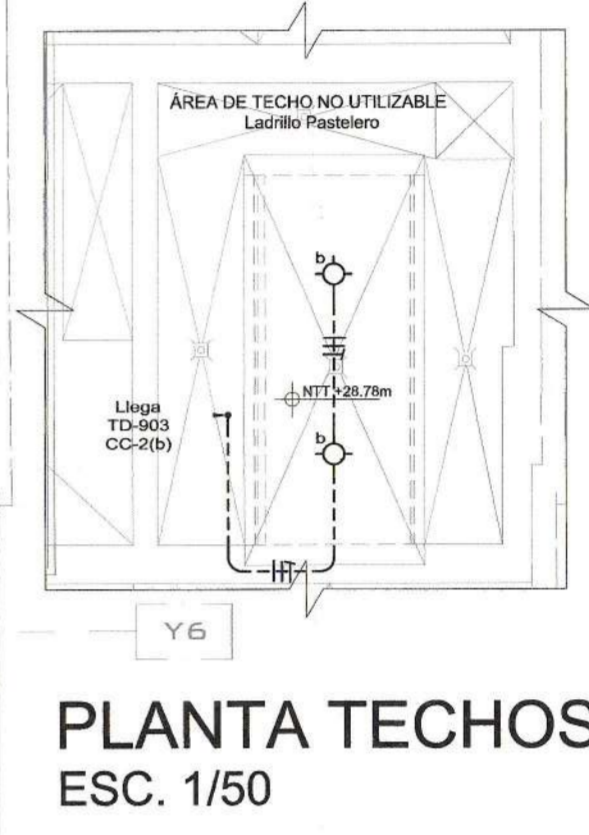 ÁREA DE TECHO NO UTILIZABLE
Ladrillo Pastelero
b
NTT +28.78m
Llega
TD-903
CC-2(b)
b
Y6
PLANTA TECHOS
ESC. 1/50